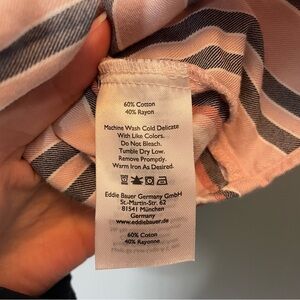 60% Cotton
40% Rayon
Machine Wash Cold Delicate
With Like Colors.
Do Not Bleach.
Tumble Dry Low.
Remove Promptly.
Warm Iron As Desired.
Eddie Bauer Germany GmbH
St.-Martin-Str. 62
81541 München
Germany
www.eddiebauer.de
60% Coton
40% Rayonne